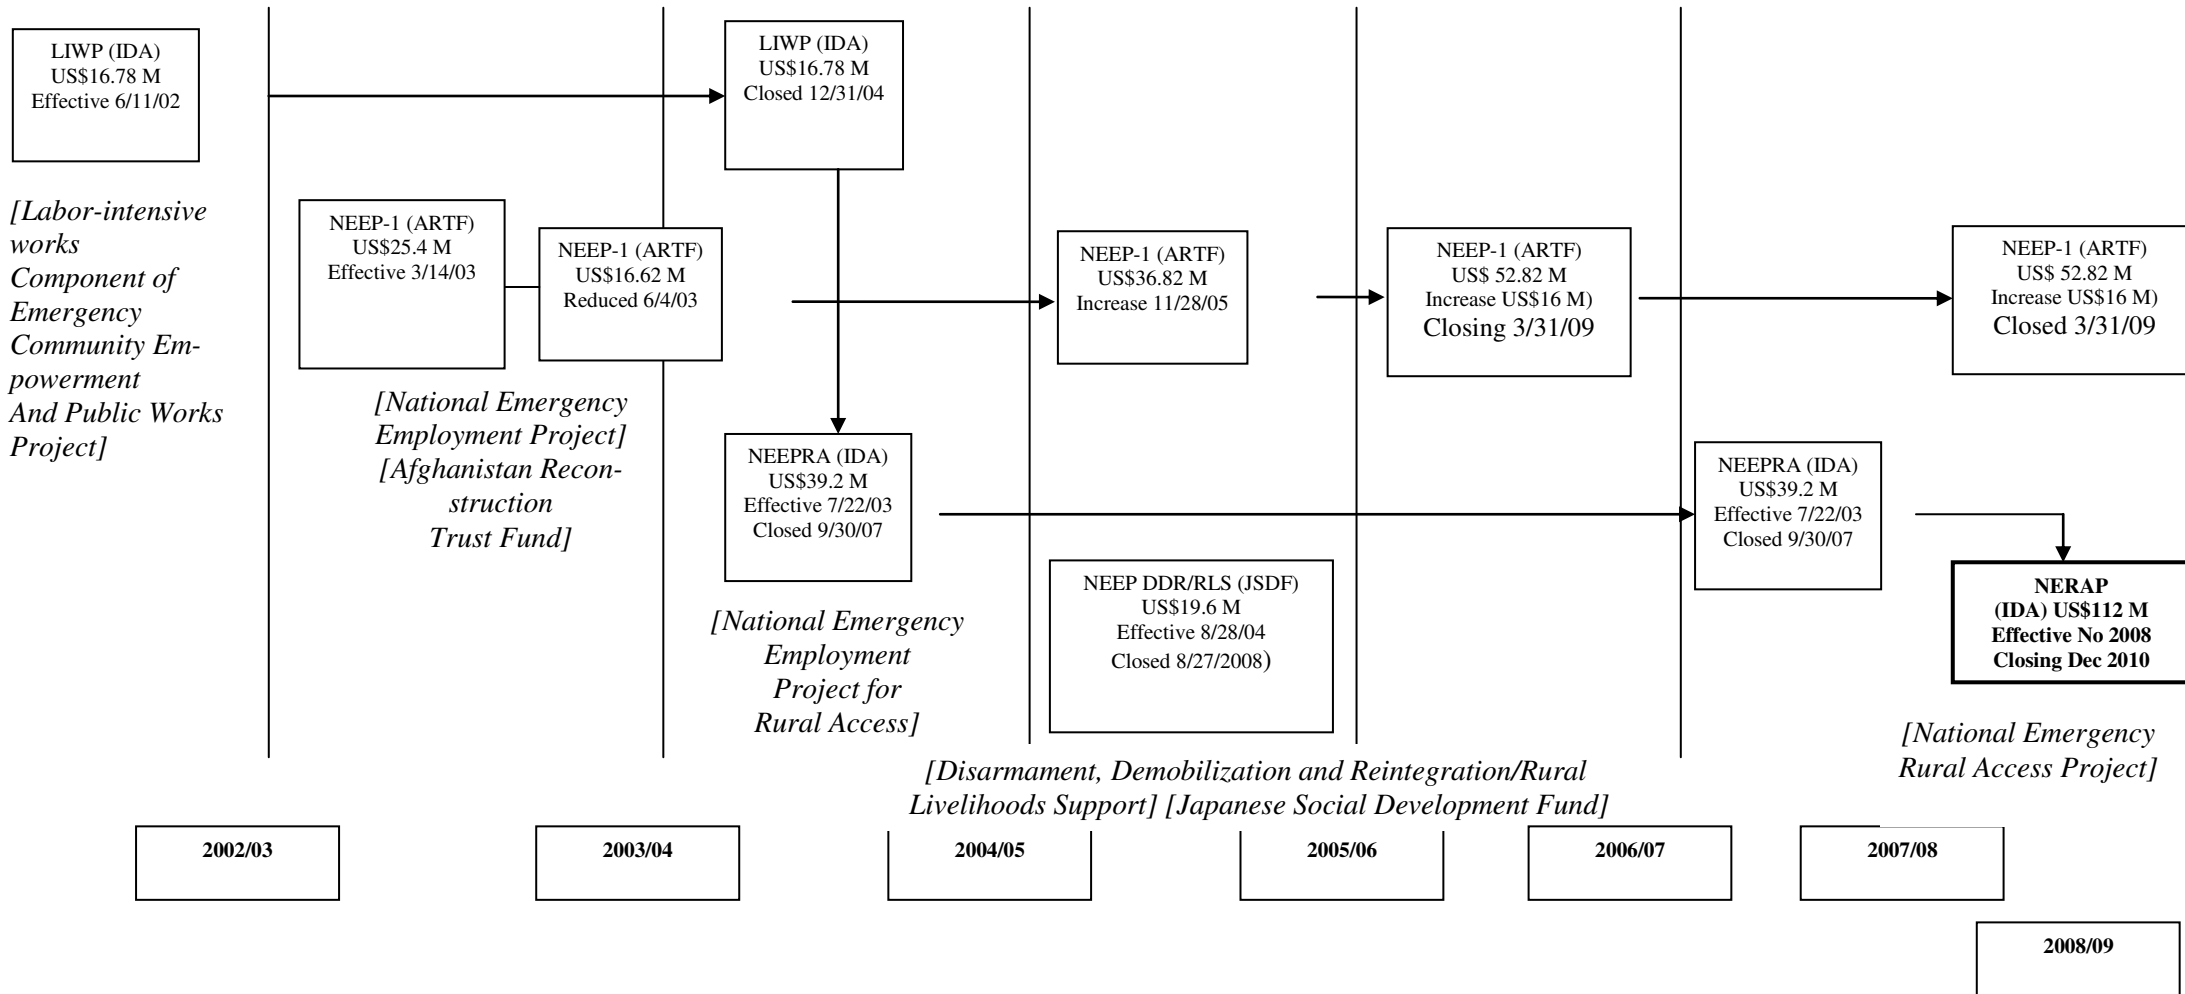 LIWP (IDA)
US$16.78 M
Effective 6/11/02
LIWP (IDA)
US$16.78 M
Closed 12/31/04
[Labor-intensive
works
Component of
Emergency
Community Em-
powerment
And Public Works
Project]
NEEP-1 (ARTF)
US$25.4 M
Effective 3/14/03
NEEP-1 (ARTF)
US$16.62 M
Reduced 6/4/03
NEEP-1 (ARTF)
US$36.82 M
Increase 11/28/05
NEEP-1 (ARTF)
US$ 52.82 M
Increase US$16 M)
Closing 3/31/09
NEEP-1 (ARTF)
US$ 52.82 M
Increase US$16 M)
Closed 3/31/09
[National Emergency
Employment Project]
[Afghanistan Recon-
struction
Trust Fund]
NEEPRA (IDA)
US$39.2 M
Effective 7/22/03
Closed 9/30/07
NEEPRA (IDA)
US$39.2 M
Effective 7/22/03
Closed 9/30/07
NEEP DDR/RLS (JSDF)
US$19.6 M
Effective 8/28/04
Closed 8/27/2008)
NERAP
(IDA) US$112 M
Effective No 2008
Closing Dec 2010
[National Emergency
Employment
Project for
Rural Access]
[National Emergency
Rural Access Project]
[Disarmament, Demobilization and Reintegration/Rural
Livelihoods Support] [Japanese Social Development Fund]
2002/03
2003/04
2004/05
2005/06
2006/07
2007/08
2008/09